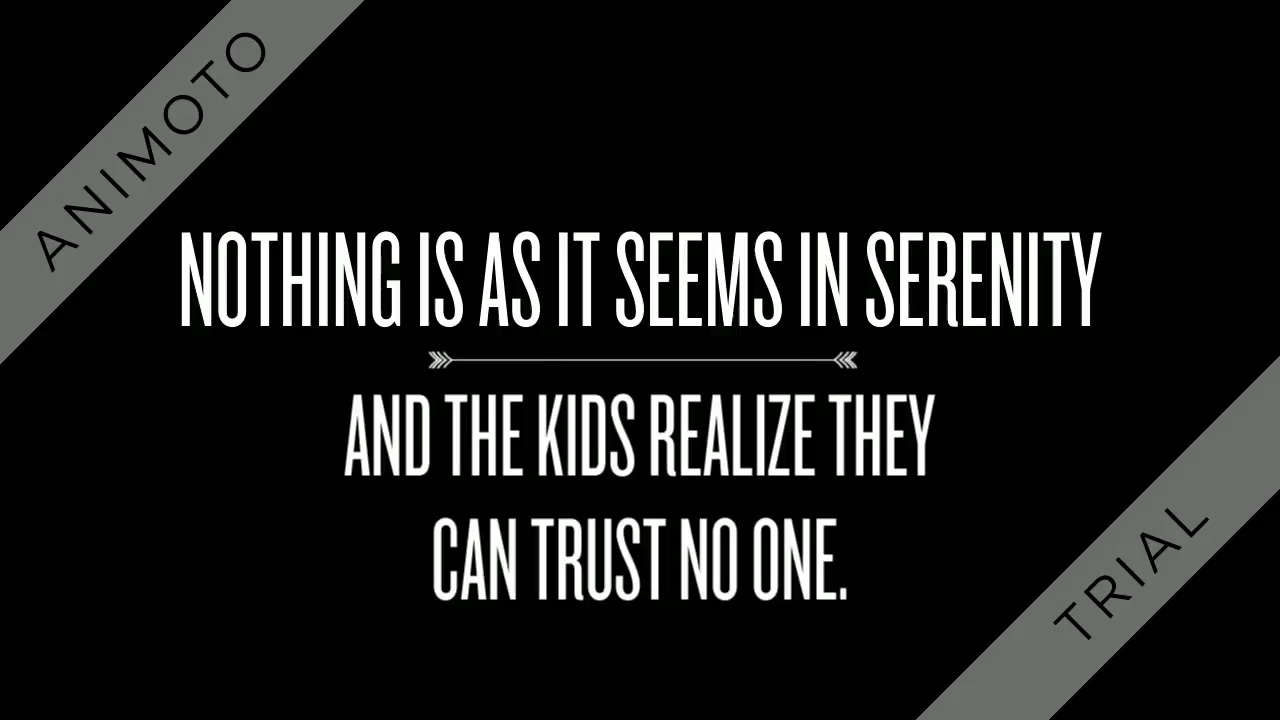 ANIMOTO
NOTHING IS AS IT SEEMS IN SERENITY
AND THE KIDS REALIZE THEY
CAN TRUST NO ONE.
TRIAL